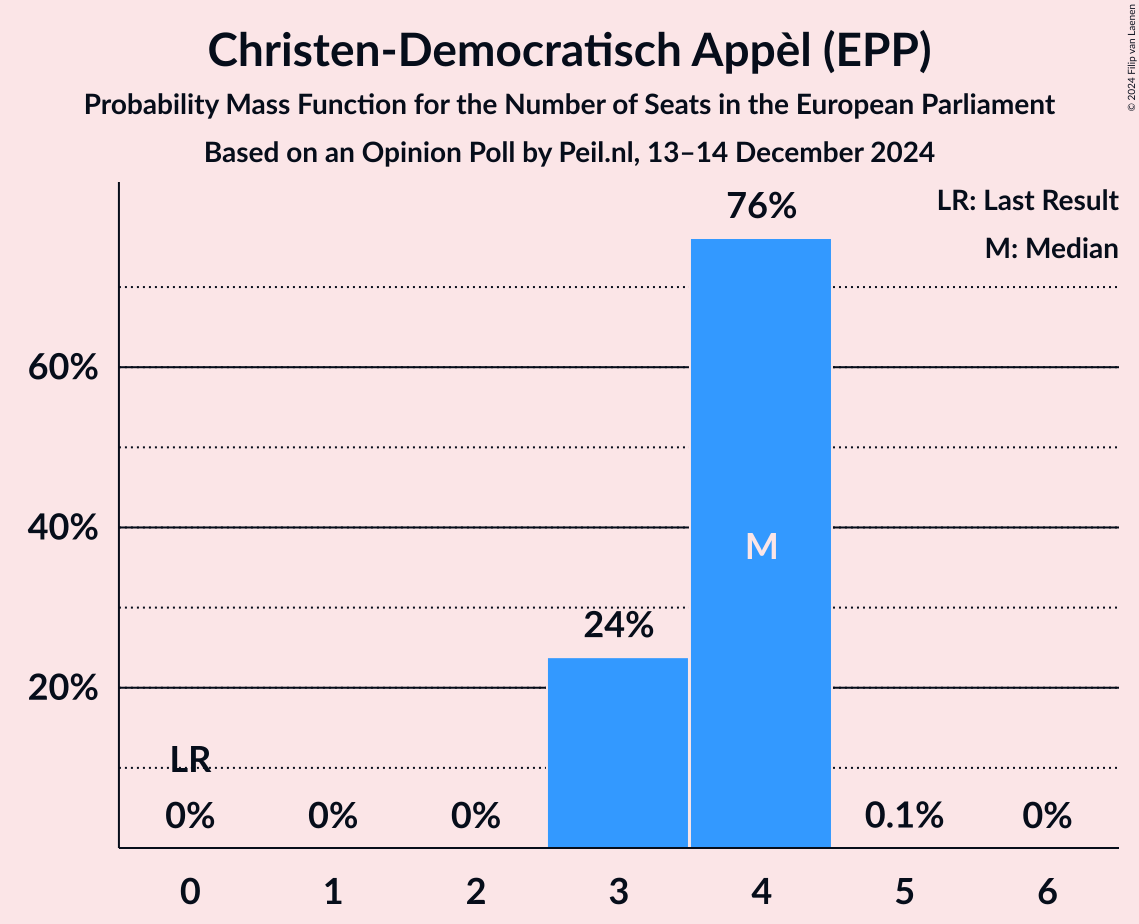 Christen-Democratisch Appèl (EPP)
Probability Mass Function for the Number of Seats in the European Parliament
Based on an Opinion Poll by Peil.nl, 13–14 December 2024
© 2024 Filip van Laenen
LR: Last Result
M: Median
76%
60%
40%
M
24%
20%
LR
0% 0% 0% 0.1% 0%
0 1 2 3 4 5 6